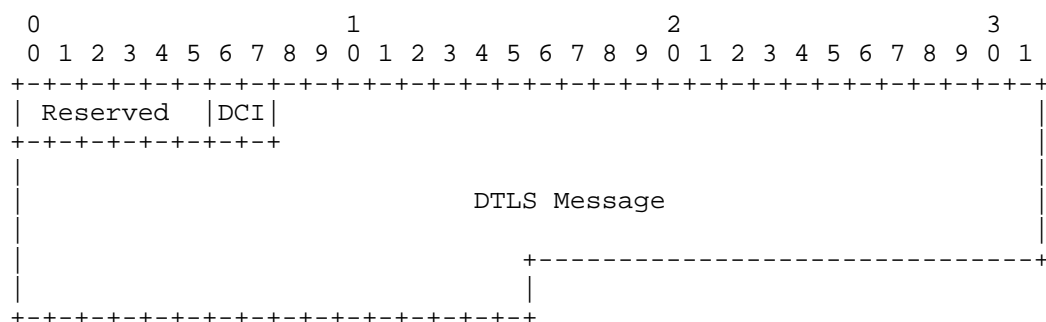 0                   1                   2                   3
0 1 2 3 4 5 6 7 8 9 0 1 2 3 4 5 6 7 8 9 0 1 2 3 4 5 6 7 8 9 0 1
+-+-+-+-+-+-+-+-+-+-+-+-+-+-+-+-+-+-+-+-+-+-+-+-+-+-+-+-+-+-+-+-+
| Reserved  |DCI|                                               |
+-+-+-+-+-+-+-+-+                                               |
|                                                               |
|                            DTLS Message                       |
|                                                               |
|                               +-------------------------------+
|                               |
+-+-+-+-+-+-+-+-+-+-+-+-+-+-+-+-+